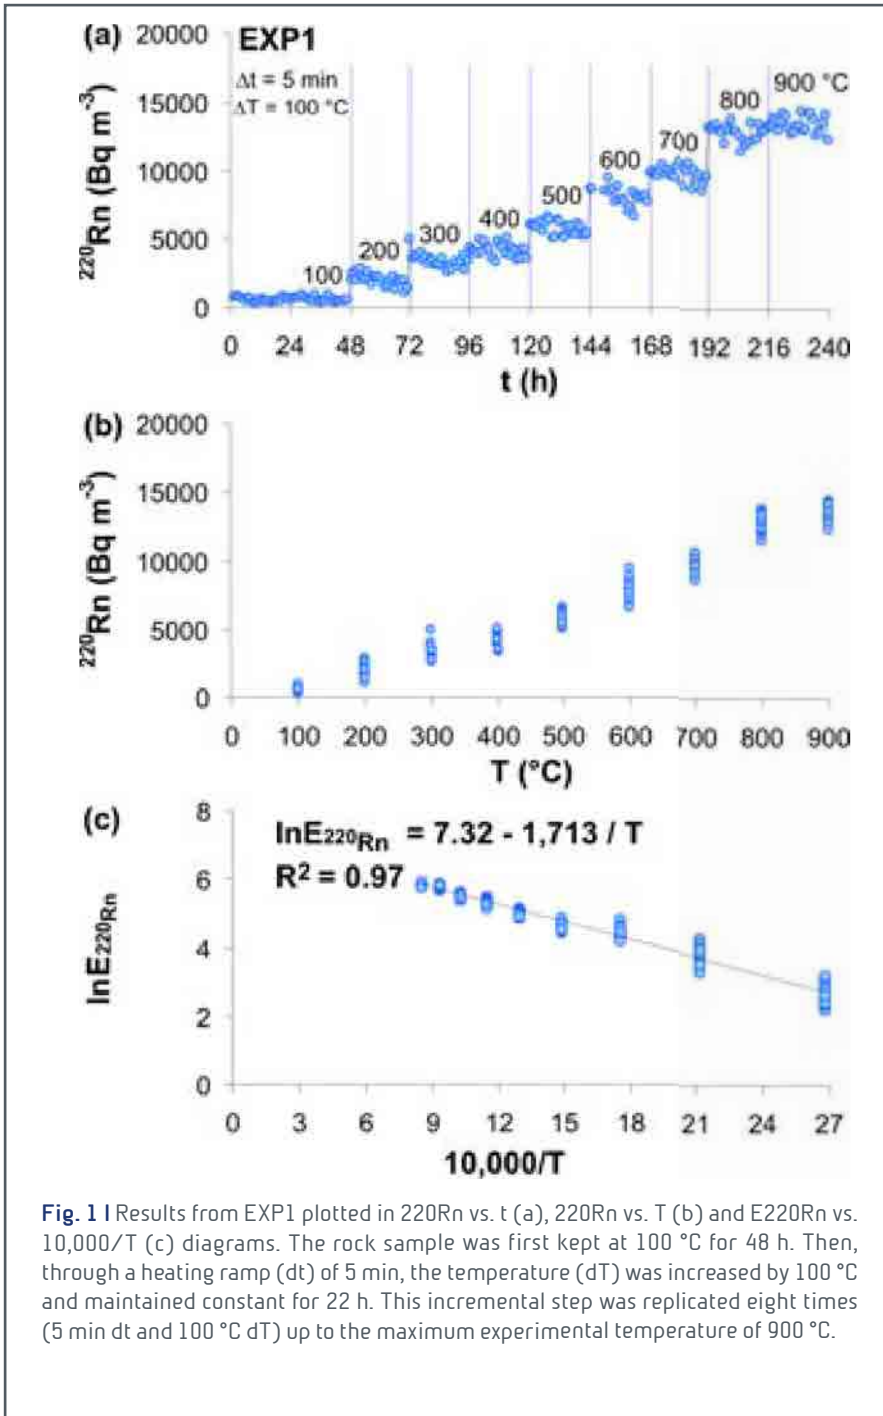 (a) 20000 EXP1
Δt = 5 min
ΔT = 100 °C
15000
10000
5000
0
220Rn (Bq m-3)
100 200 300 400 500 600 700 800 900 °C
0 24 48 72 96 120 144 168 192 216 240
t (h)
(b) 20000
15000
10000
5000
0
220Rn (Bq m-3)
0 100 200 300 400 500 600 700 800 900
T (°C)
(c) 8
6
4
2
0
lnE220Rn
lnE220Rn = 7.32 - 1,713 / T
R2 = 0.97
0 3 6 9 12 15 18 21 24 27
10,000/T
Fig. 1 I Results from EXP1 plotted in 220Rn vs. t (a), 220Rn vs. T (b) and E220Rn vs.
10,000/T (c) diagrams. The rock sample was first kept at 100 °C for 48 h. Then,
through a heating ramp (dt) of 5 min, the temperature (dT) was increased by 100 °C
and maintained constant for 22 h. This incremental step was replicated eight times
(5 min dt and 100 °C dT) up to the maximum experimental temperature of 900 °C.